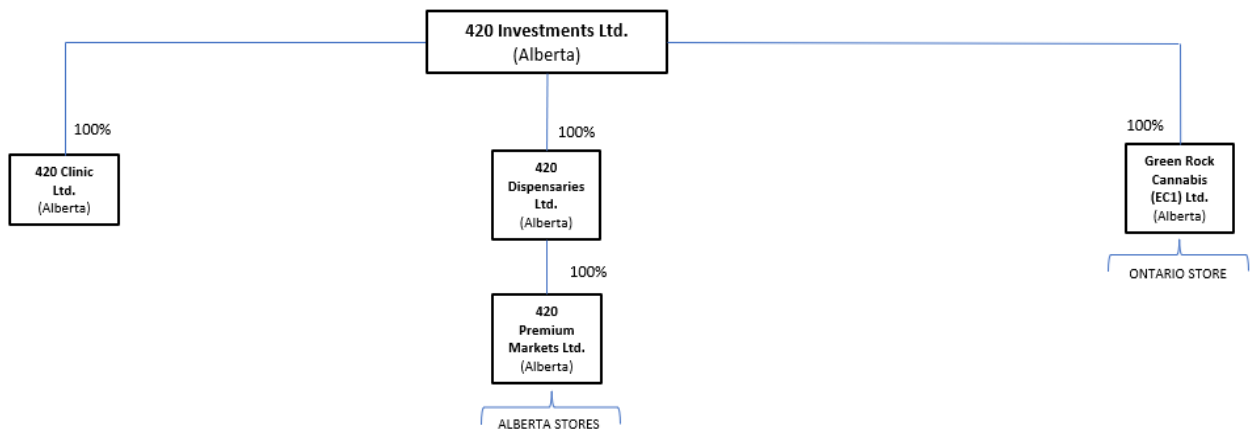 420 Investments Ltd.
(Alberta)
100%
100%
100%
420 Clinic
Ltd.
(Alberta)
420
Dispensaries
Ltd.
(Alberta)
Green Rock
Cannabis
(EC1) Ltd.
(Alberta)
ONTARIO STORE
100%
420
Premium
Markets Ltd.
(Alberta)
ALBERTA STORES